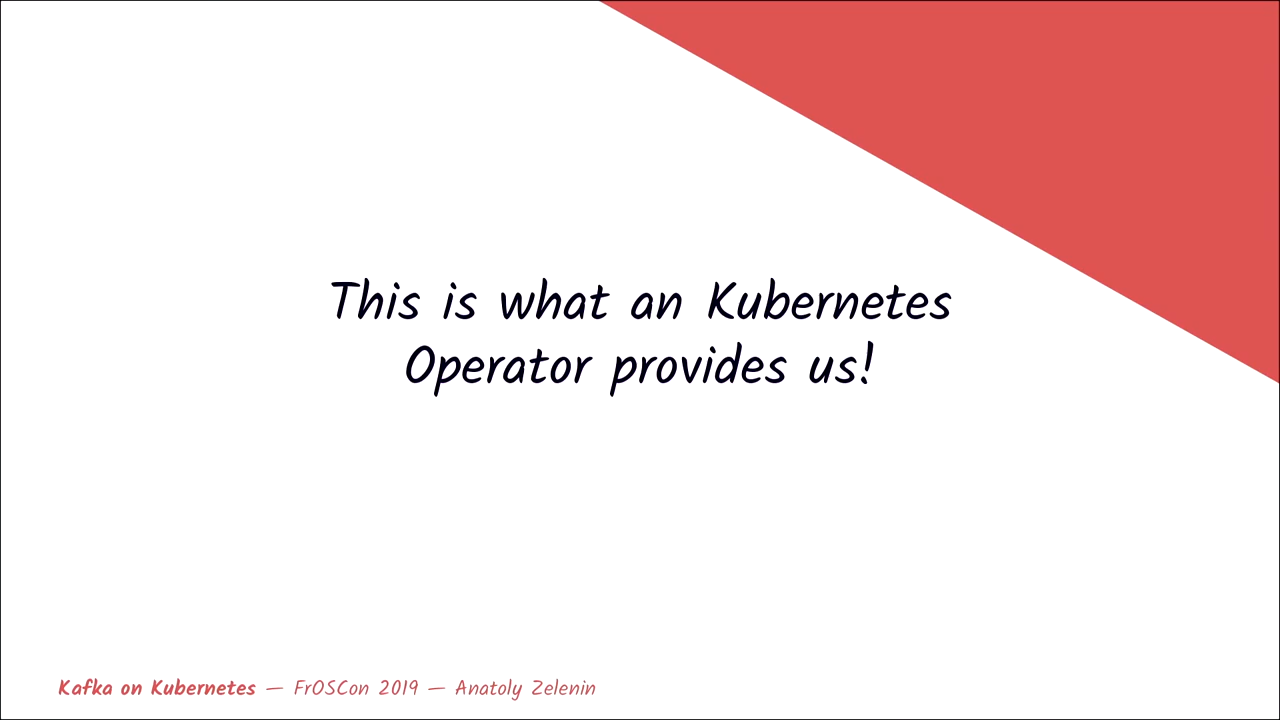 This is what an Kubernetes
Operator provides us!
Kafka on Kubernetes — FrOSCon 2019 — Anatoly Zelenin